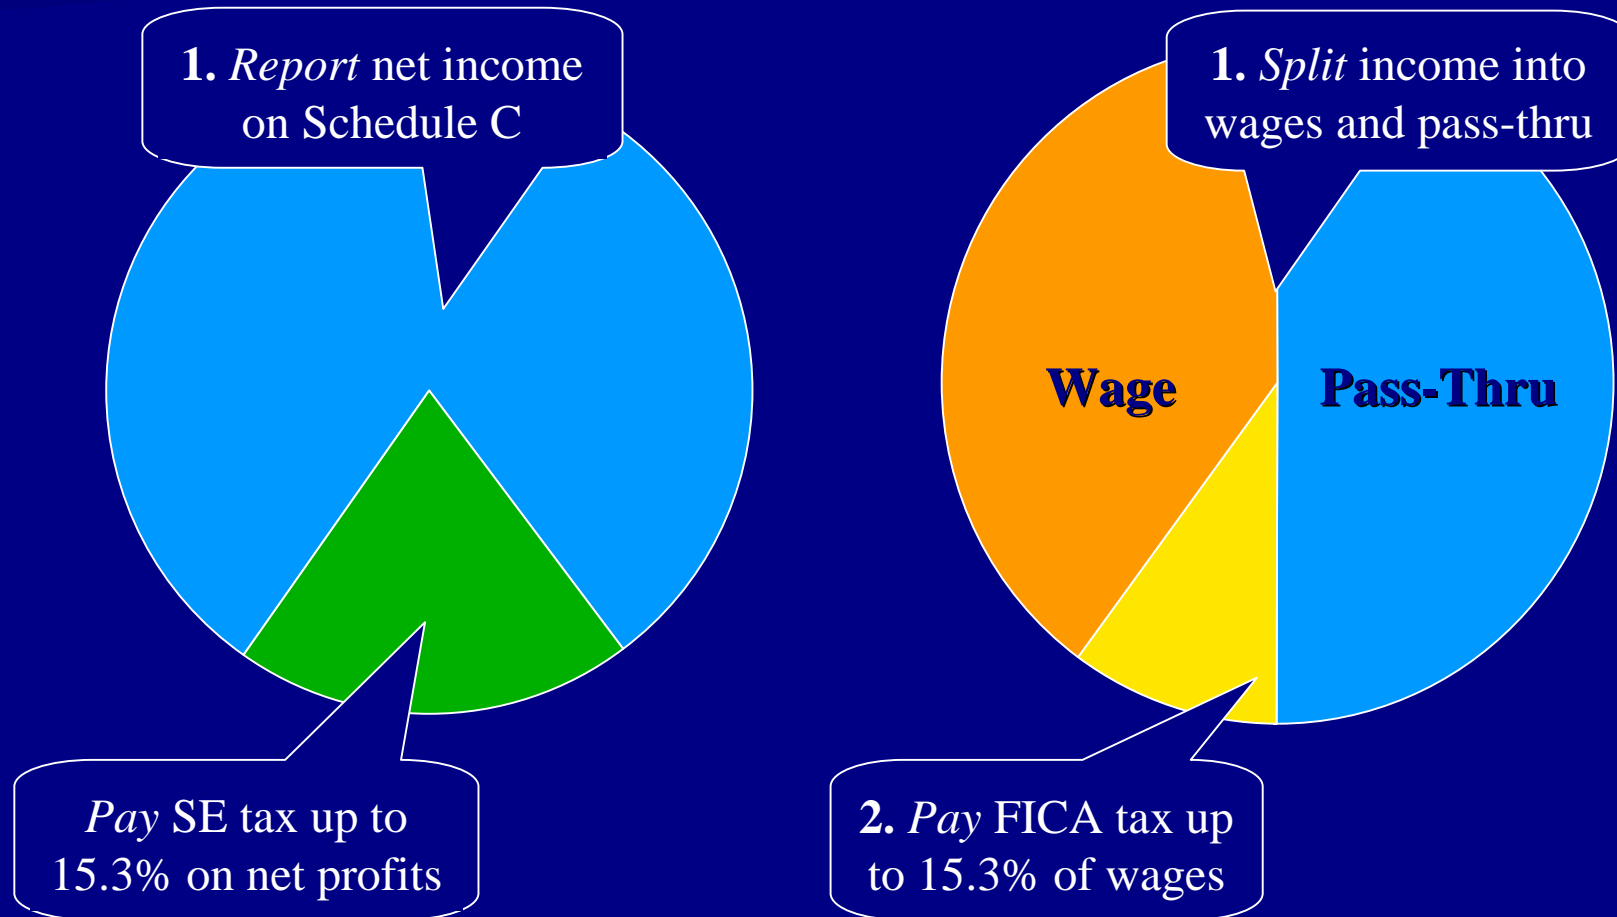 1. Report net income
on Schedule C
Pay SE tax up to
15.3% on net profits
1. Split income into
wages and pass-thru
Wage
Pass-Thru
2. Pay FICA tax up
to 15.3% of wages